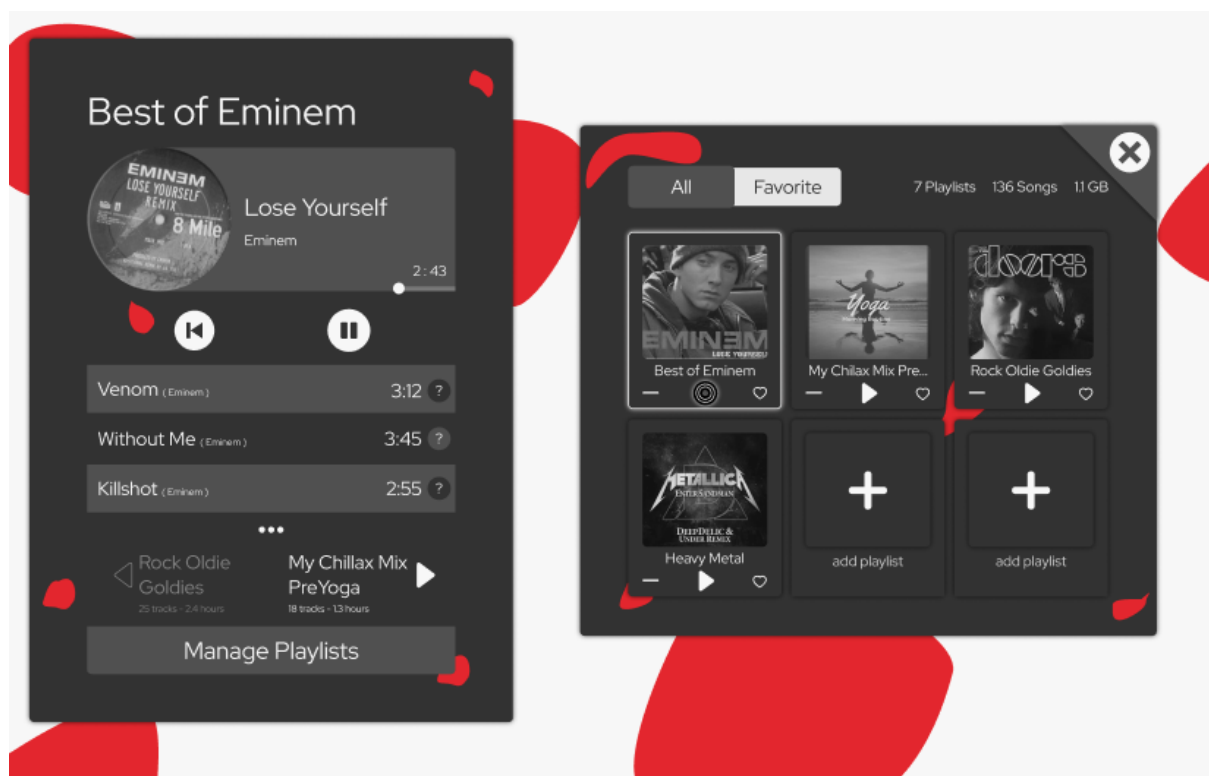 Best of Eminem
EMINEM
LOSE YOURSELF
REMIX
8 Mile
Lose Yourself
Eminem
2:43
Venom (Eminem) 3:12 ?
Without Me (Eminem) 3:45 ?
Killshot (Eminem) 2:55 ?
Rock Oldie
Goldies
25 tracks - 2.4 hours
My Chillax Mix
PreYoga
18 tracks - 1.3 hours
Manage Playlists
All Favorite 7 Playlists 136 Songs 1.1 GB
EMINEM
LOSE YOURSELF
Best of Eminem
Yoga
My Chilax Mix Pre...
THE
doors
Rock Oldie Goldies
METALLICA
ENTER SANDMAN
DEEPDELIC &
UNDER REMIX
Heavy Metal
add playlist
add playlist